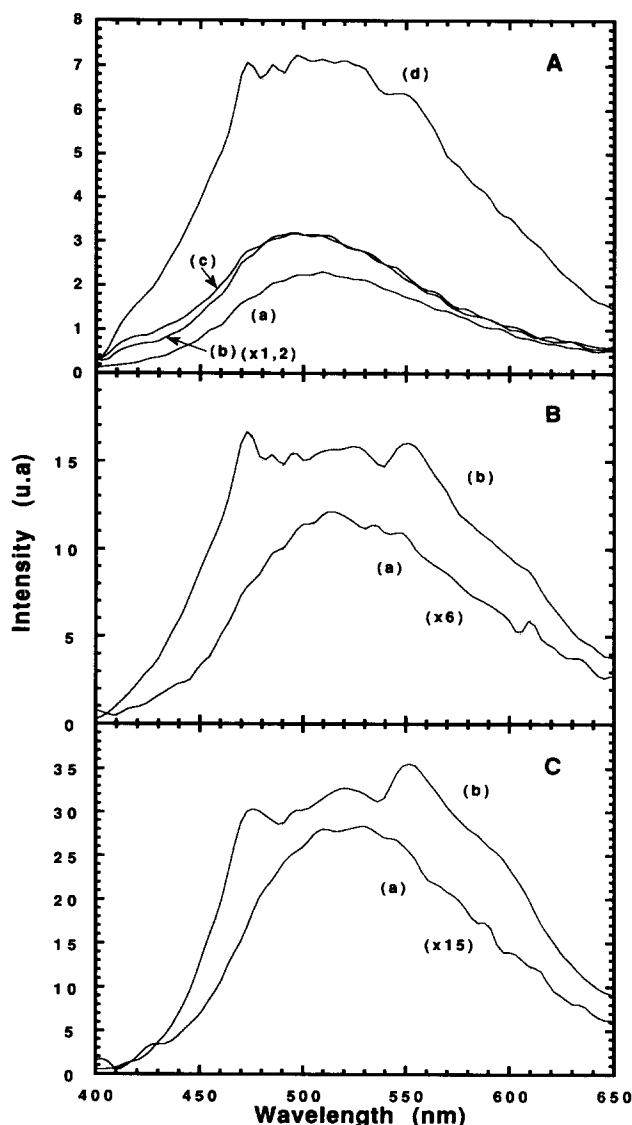 8
A
7
(d)
6
5
4
3
(c)
2
(a)
1
(b) (x1,2)
0
B
15
(b)
10
(a)
5
(x6)
0
Intensity (u.a)
C
35
(b)
30
25
(a)
20
15
(x15)
10
5
0
400 450 500 550 600 650
Wavelength (nm)